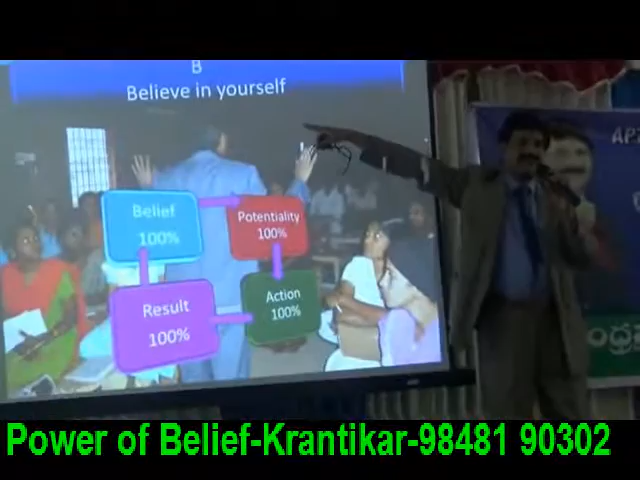 B
Believe in yourself
Belief
100%
Potentiality
100%
Result
100%
Action
100%
Power of Belief-Krantikar-98481 90302